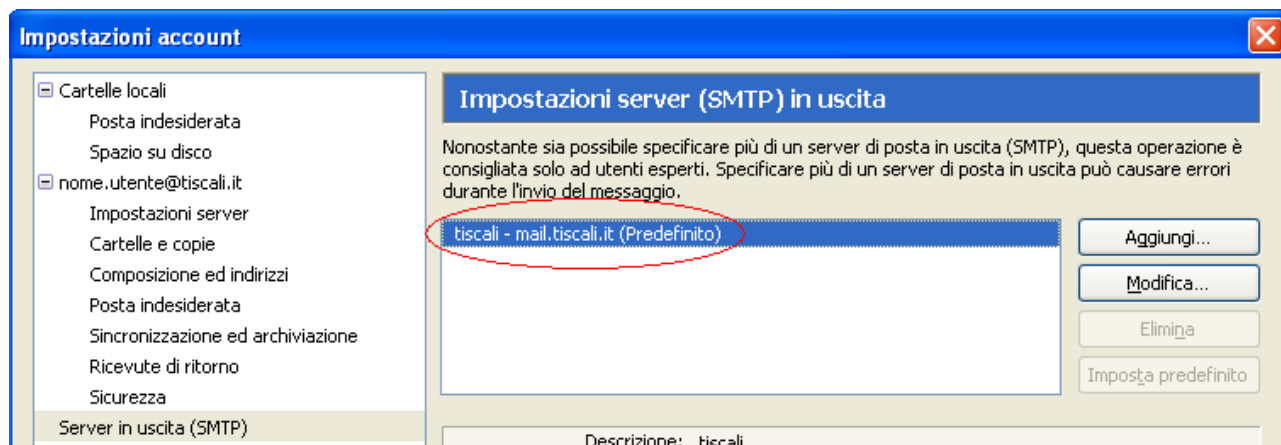 Impostazioni account
Cartelle locali
Posta indesiderata
Spazio su disco
nome.utente@tiscali.it
Impostazioni server
Cartelle e copie
Composizione ed indirizzi
Posta indesiderata
Sincronizzazione ed archiviazione
Ricevute di ritorno
Sicurezza
Server in uscita (SMTP)
Impostazioni server (SMTP) in uscita
Nonostante sia possibile specificare più di un server di posta in uscita (SMTP), questa operazione è
consigliata solo ad utenti esperti. Specificare più di un server di posta in uscita può causare errori
durante l'invio del messaggio.
tiscali - mail.tiscali.it (Predefinito)
Aggiungi...
Modifica...
Elimina
Imposta predefinito
Descrizione: tiscali